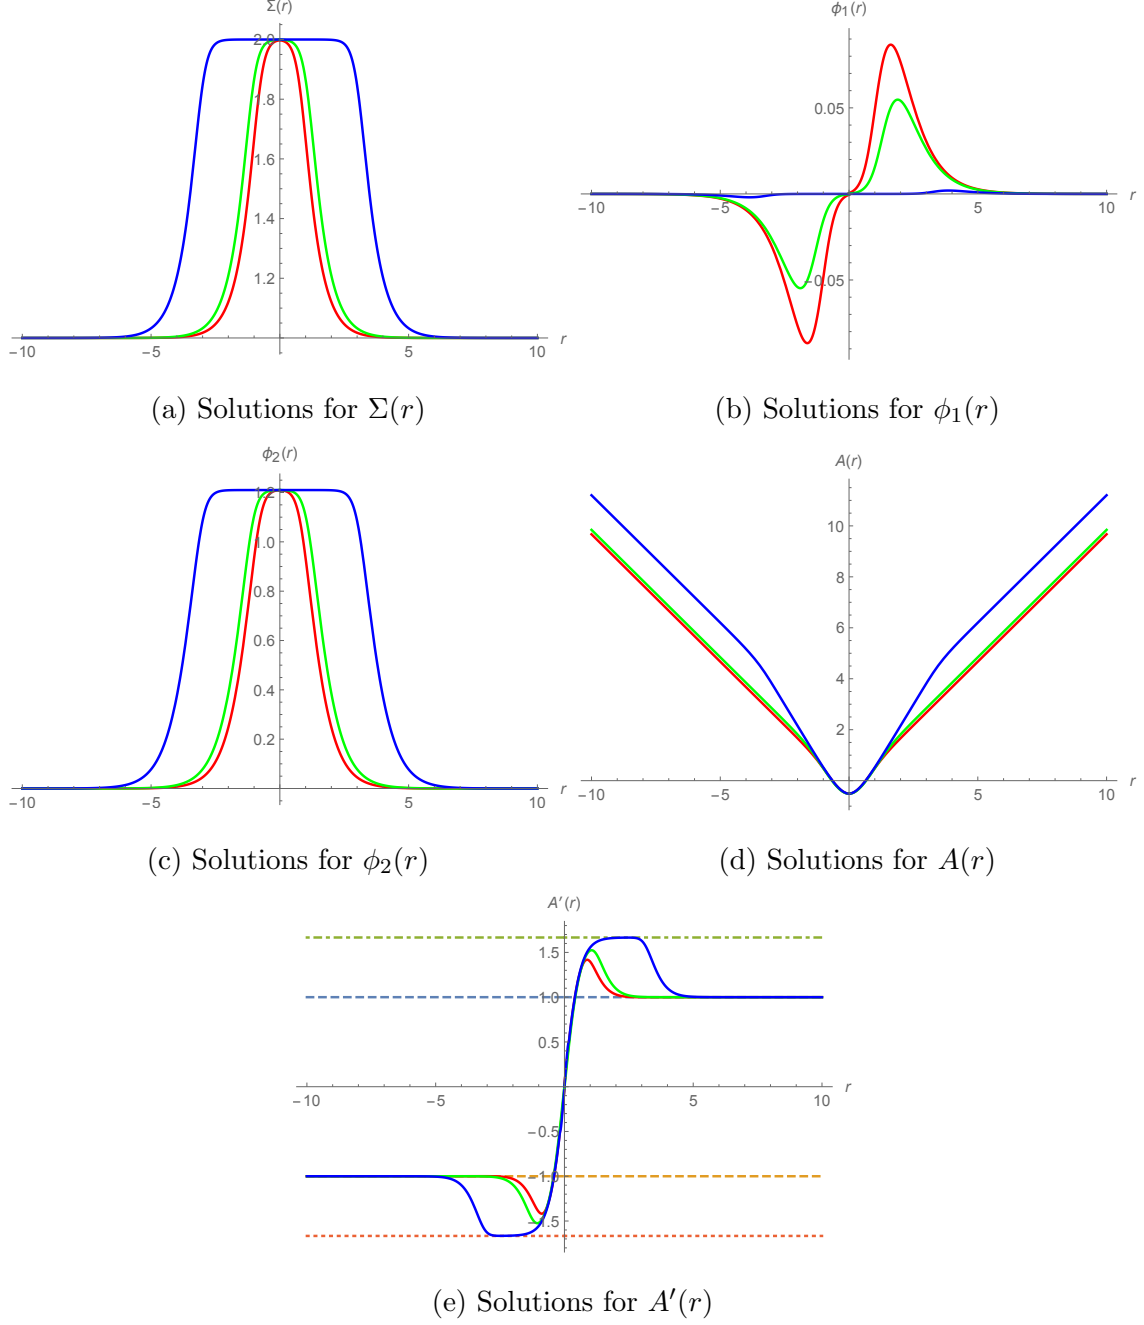 Σ(r)
2.0
1.8
1.6
1.4
1.2
−10 −5 5 10 r
(a) Solutions for Σ(r)
ϕ₁(r)
0.05
−0.05
−10 −5 5 10 r
(b) Solutions for ϕ₁(r)
ϕ₂(r)
1.2
1.0
0.8
0.6
0.4
0.2
−10 −5 5 10 r
(c) Solutions for ϕ₂(r)
A(r)
10
8
6
4
2
−10 −5 5 10 r
(d) Solutions for A(r)
A′(r)
1.5
1.0
0.5
−10 −5 5 10 r
−0.5
−1.0
−1.5
(e) Solutions for A′(r)